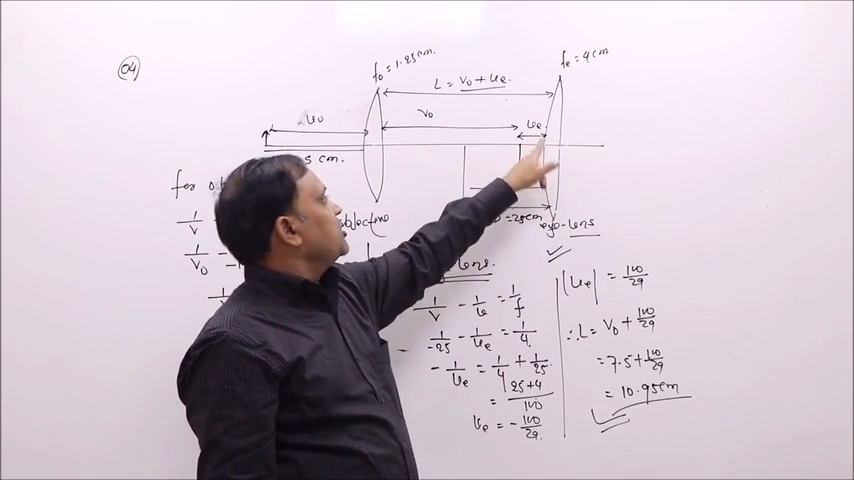 04
f₀ = 1.25cm.
fe = 4cm
L = v₀ + ue.
u₀
v₀
ue
5 cm.
for o
= 25cm
objective
eye-lens
1/v
1/v₀
lens.
1/v - 1/u = 1/f
1/-25 - 1/ue = 1/4
- 1/ue = 1/4 + 1/25
= 25+4/100
ue = - 100/29.
|ue| = 100/29
∴ L = v₀ + 100/29
= 7.5 + 100/29
= 10.95cm